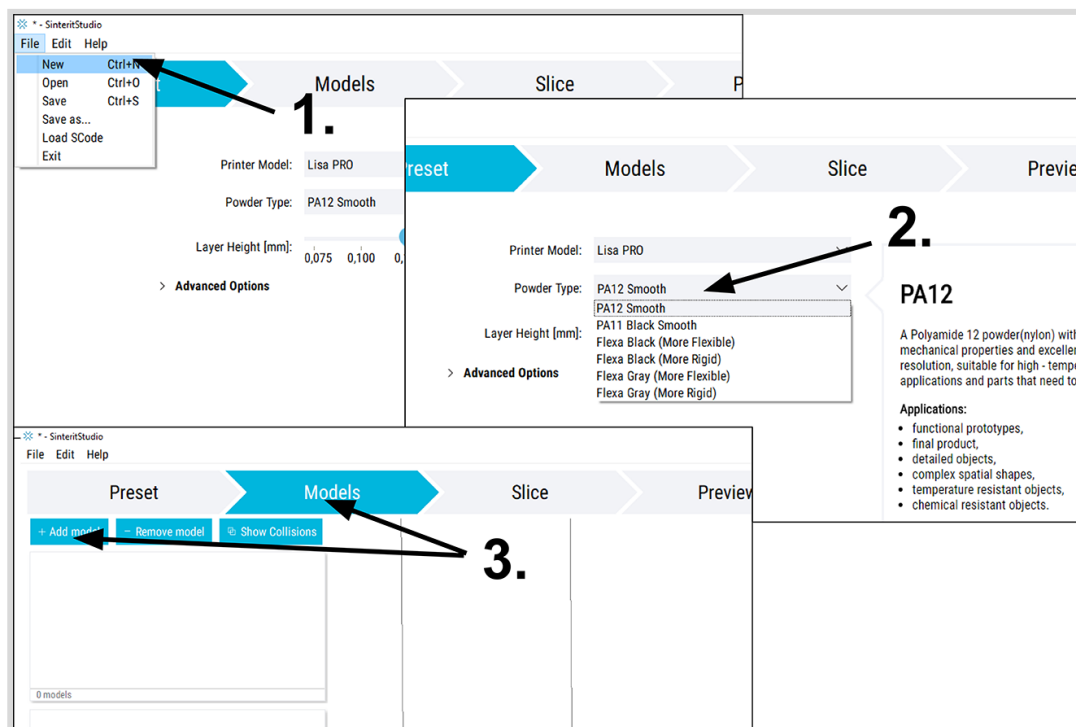 * - SinteritStudio
File Edit Help
New Ctrl+N
Open Ctrl+O
Save Ctrl+S
Save as...
Load SCode
Exit
Models
Slice
1.
Printer Model: Lisa PRO
Powder Type: PA12 Smooth
Layer Height [mm]:
0,075 0,100
Advanced Options
Models
Slice
2.
Printer Model: Lisa PRO
Powder Type: PA12 Smooth
PA12 Smooth
PA11 Black Smooth
Flexa Black (More Flexible)
Flexa Black (More Rigid)
Flexa Gray (More Flexible)
Flexa Gray (More Rigid)
Layer Height [mm]:
Advanced Options
PA12
A Polyamide 12 powder(nylon) with
mechanical properties and
resolution, suitable for high -
applications and parts that need to
Applications:
functional prototypes,
final product,
detailed objects,
complex spatial shapes,
temperature resistant objects,
chemical resistant objects.
* - SinteritStudio
File Edit Help
Preset Models Slice Preview
+ Add model - Remove model Show Collisions
3.
0 models